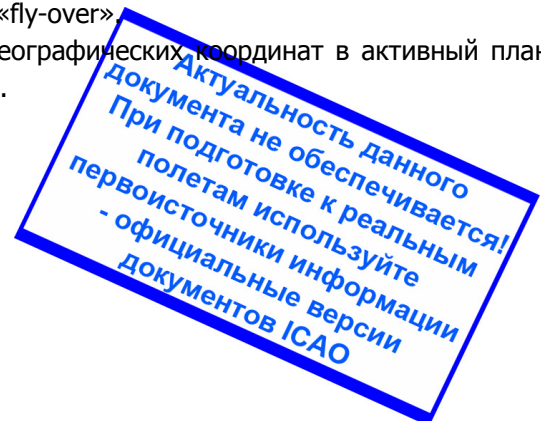 «fly-over».
еографических координат в активный план
.
Актуальность данного
документа не обеспечивается!
При подготовке к реальным
полетам используйте
первоисточники информации
- официальные версии
документов ICAO